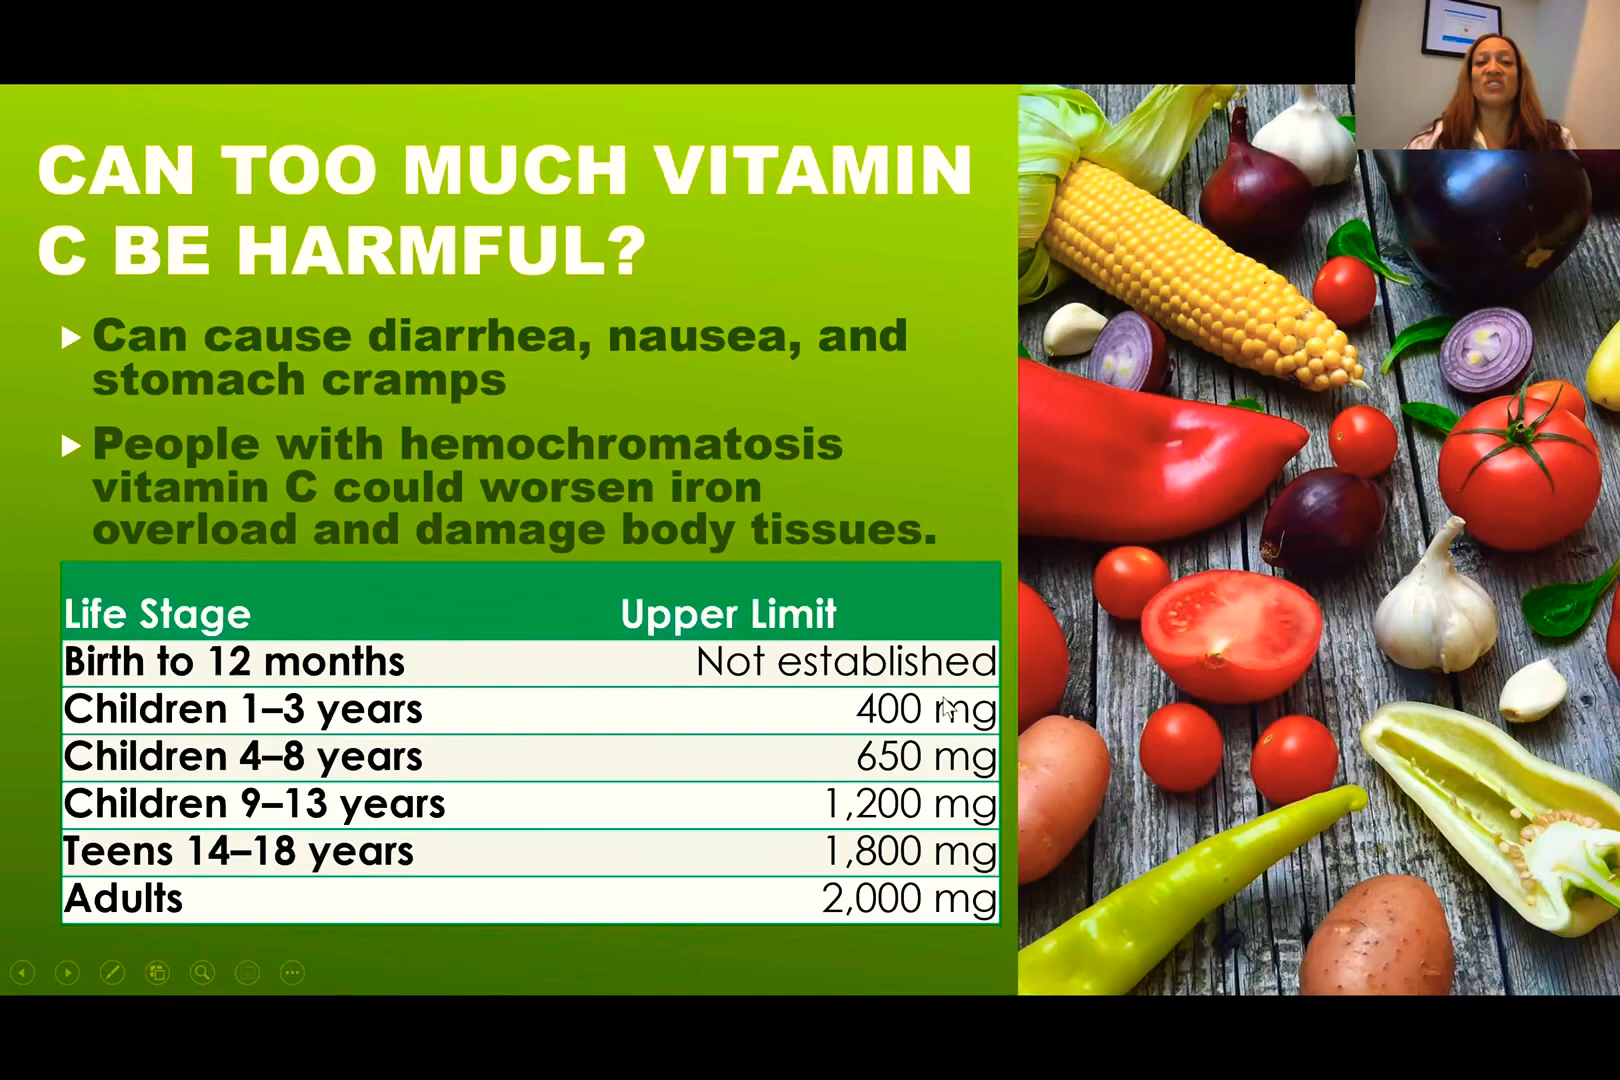 CAN TOO MUCH VITAMIN
C BE HARMFUL?
Can cause diarrhea, nausea, and
stomach cramps
People with hemochromatosis
vitamin C could worsen iron
overload and damage body tissues.
Life Stage Upper Limit
Birth to 12 months Not established
Children 1–3 years 400 mg
Children 4–8 years 650 mg
Children 9–13 years 1,200 mg
Teens 14–18 years 1,800 mg
Adults 2,000 mg